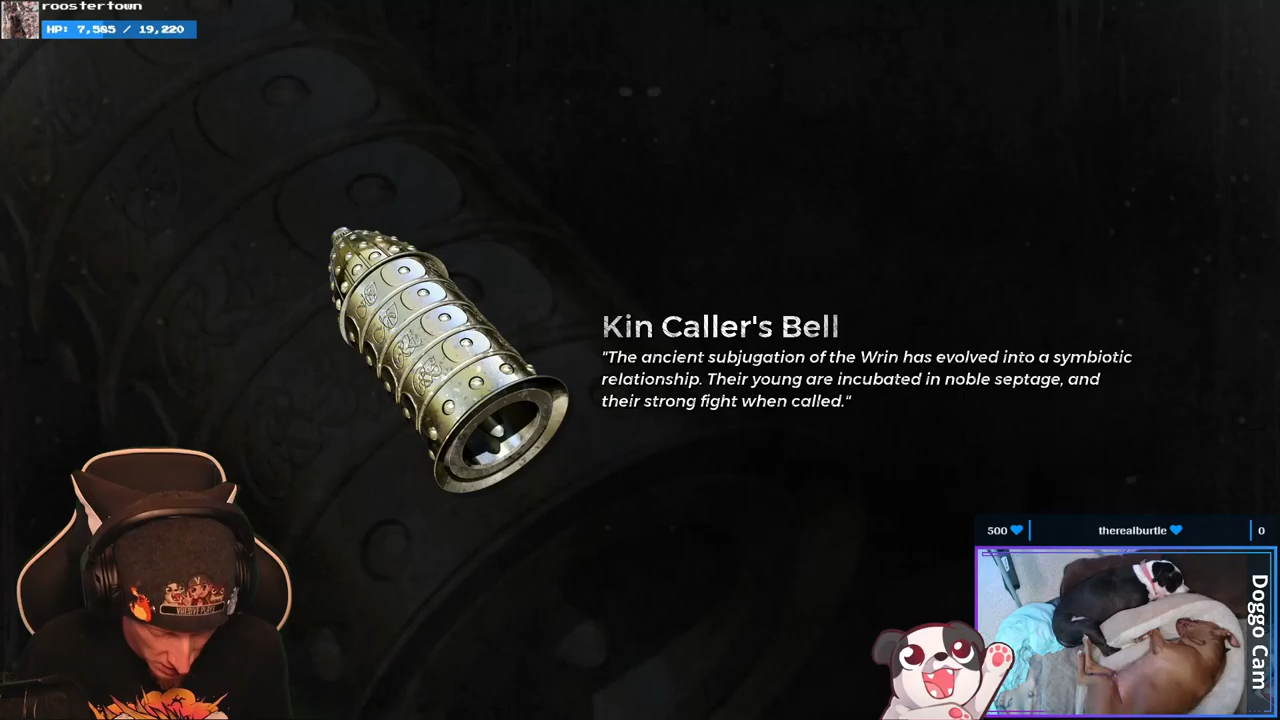 roostertown
HP: 7,585 / 19,220
Kin Caller's Bell
"The ancient subjugation of the Wrin has evolved into a symbiotic
relationship. Their young are incubated in noble septage, and
their strong fight when called."
500
therealburtle
0
Doggo Cam